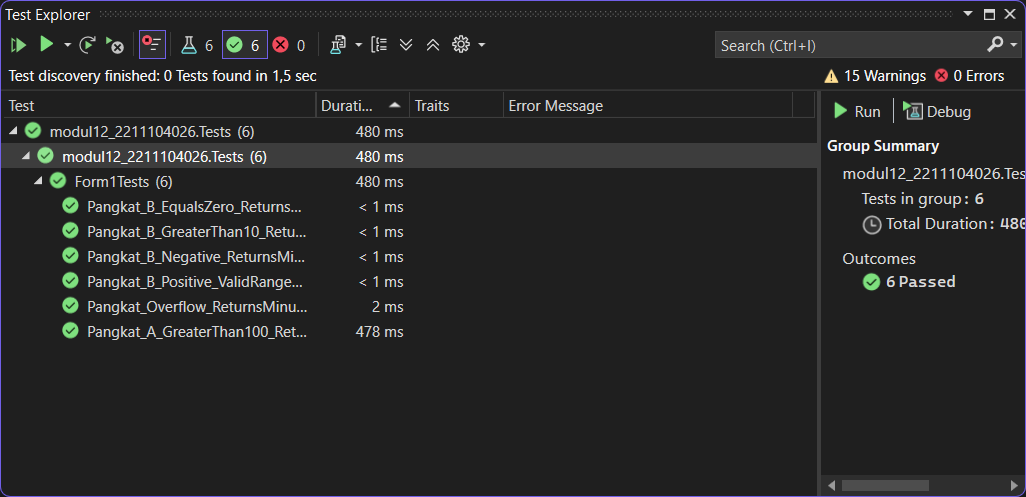 Test Explorer
6 6 0
Search (Ctrl+I)
Test discovery finished: 0 Tests found in 1,5 sec
15 Warnings 0 Errors
Test Durati... Traits Error Message
modul12_2211104026.Tests (6) 480 ms
modul12_2211104026.Tests (6) 480 ms
Form1Tests (6) 480 ms
Pangkat_B_EqualsZero_Returns... < 1 ms
Pangkat_B_GreaterThan10_Retu... < 1 ms
Pangkat_B_Negative_ReturnsMi... < 1 ms
Pangkat_B_Positive_ValidRange... < 1 ms
Pangkat_Overflow_ReturnsMinu... 2 ms
Pangkat_A_GreaterThan100_Ret... 478 ms
Run Debug
Group Summary
modul12_2211104026.Tes
Tests in group: 6
Total Duration: 480
Outcomes
6 Passed